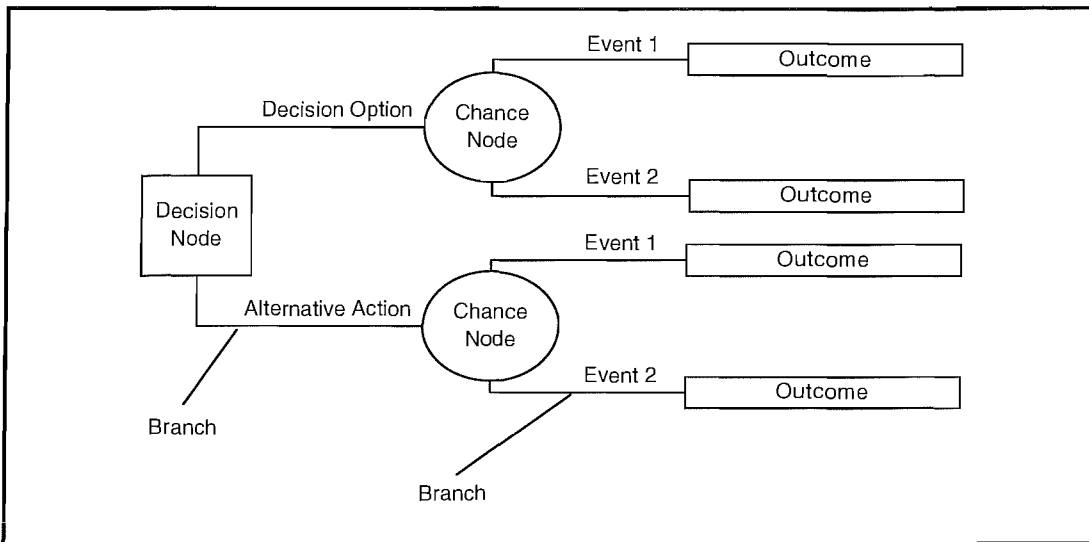 Event 1
Outcome
Decision Option
Chance
Node
Event 2
Outcome
Decision
Node
Event 1
Outcome
Alternative Action
Chance
Node
Event 2
Outcome
Branch
Branch